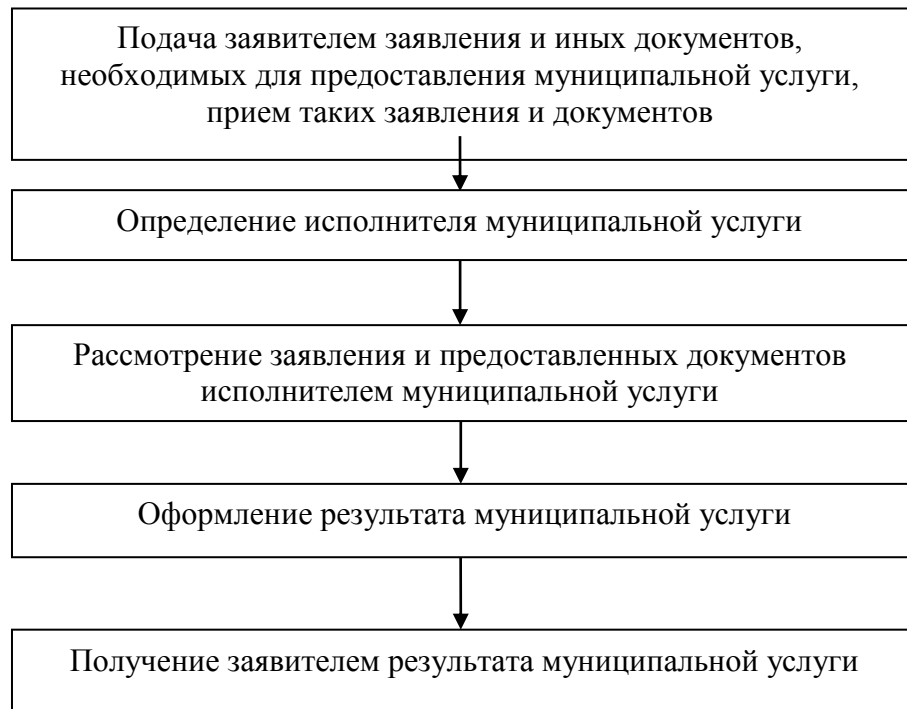 Подача заявителем заявления и иных документов,
необходимых для предоставления муниципальной услуги,
прием таких заявления и документов
Определение исполнителя муниципальной услуги
Рассмотрение заявления и предоставленных документов
исполнителем муниципальной услуги
Оформление результата муниципальной услуги
Получение заявителем результата муниципальной услуги